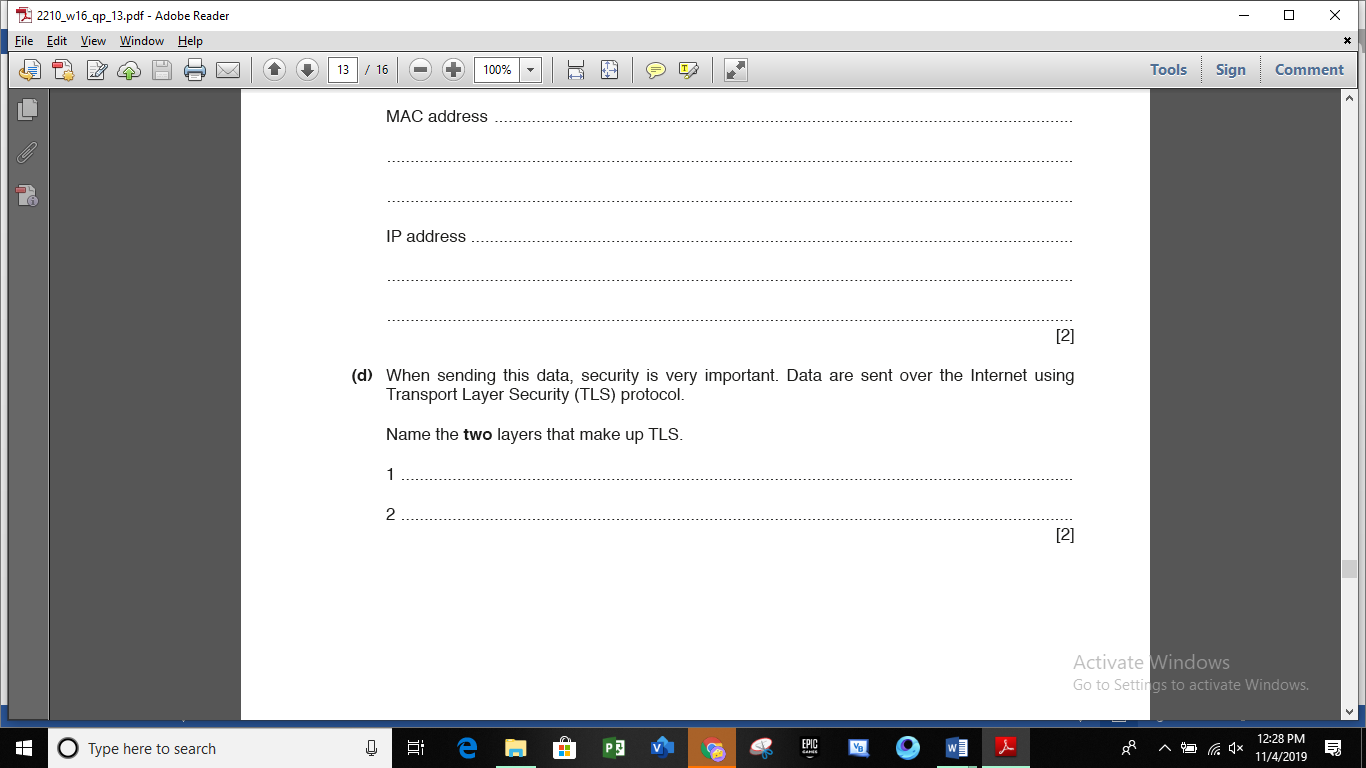 2210_w16_qp_13.pdf - Adobe Reader
File Edit View Window Help
13 / 16 100% Tools Sign Comment
MAC address ................................................................
................................................................
................................................................
IP address ................................................................
................................................................
................................................................
[2]
(d) When sending this data, security is very important. Data are sent over the Internet using
Transport Layer Security (TLS) protocol.
Name the two layers that make up TLS.
1 ................................................................
2 ................................................................
[2]
Activate Windows
Go to Settings to activate Windows.
Type here to search
EPIC
GAMES
VB
12:28 PM
11/4/2019